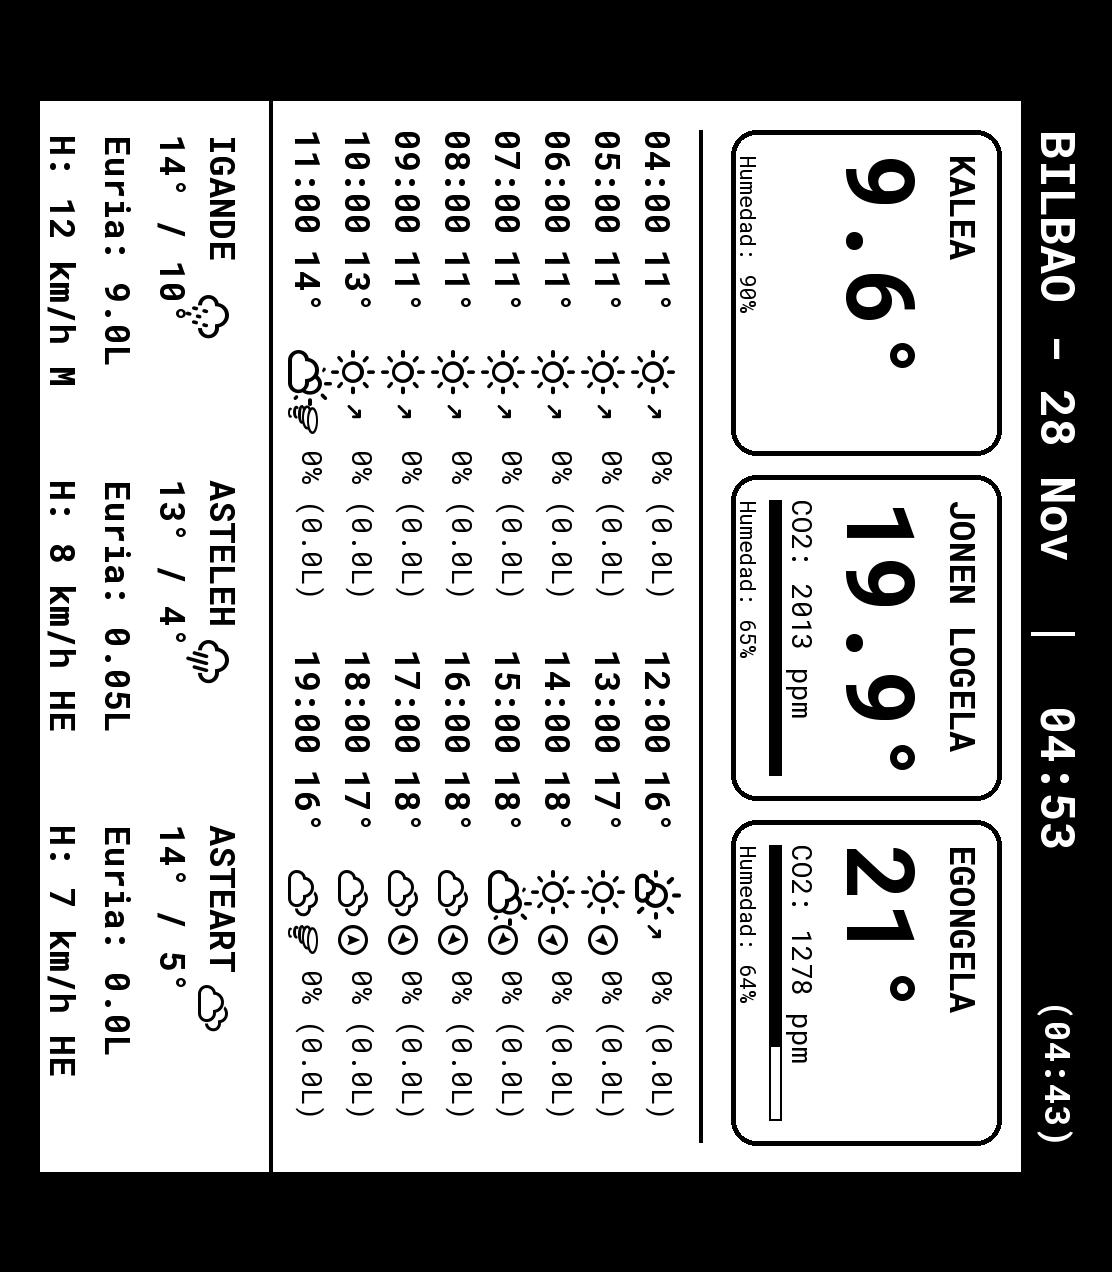 BILBAO - 28 Nov | 04:53 (04:43)
KALEA
9.6°
Humedad: 90%
JONEN LOGELA
19.9°
CO2: 2013 ppm
Humedad: 65%
EGONGELA
21°
CO2: 1278 ppm
Humedad: 64%
04:00 11° 0% (0.0L)
05:00 11° 0% (0.0L)
06:00 11° 0% (0.0L)
07:00 11° 0% (0.0L)
08:00 11° 0% (0.0L)
09:00 11° 0% (0.0L)
10:00 13° 0% (0.0L)
11:00 14° 0% (0.0L)
12:00 16° 0% (0.0L)
13:00 17° 0% (0.0L)
14:00 18° 0% (0.0L)
15:00 18° 0% (0.0L)
16:00 18° 0% (0.0L)
17:00 18° 0% (0.0L)
18:00 17° 0% (0.0L)
19:00 16° 0% (0.0L)
IGANDE
14° / 10°
Euria: 9.0L
H: 12 km/h M
ASTELEH
13° / 4°
Euria: 0.05L
H: 8 km/h HE
ASTEART
14° / 5°
Euria: 0.0L
H: 7 km/h HE